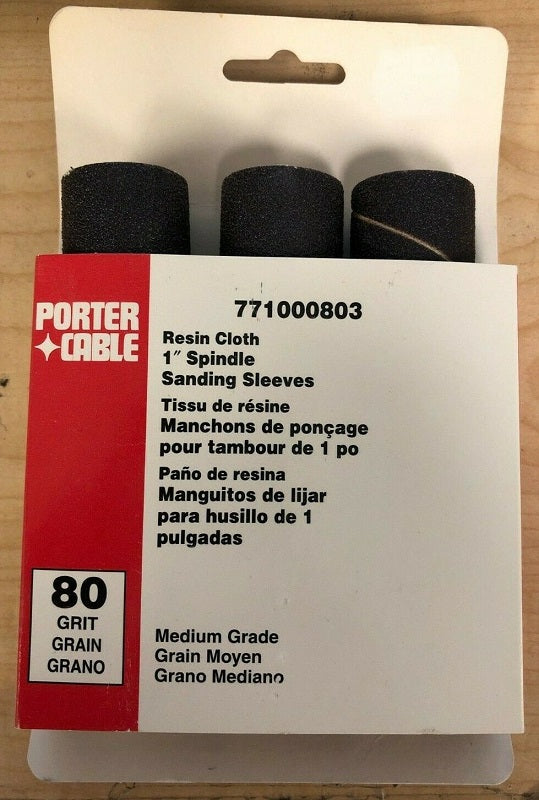 PORTER
CABLE
771000803
Resin Cloth
1″ Spindle
Sanding Sleeves
Tissu de résine
Manchons de ponçage
pour tambour de 1 po
Paño de resina
Manguitos de lijar
para husillo de 1
pulgadas
80
GRIT
GRAIN
GRANO
Medium Grade
Grain Moyen
Grano Mediano